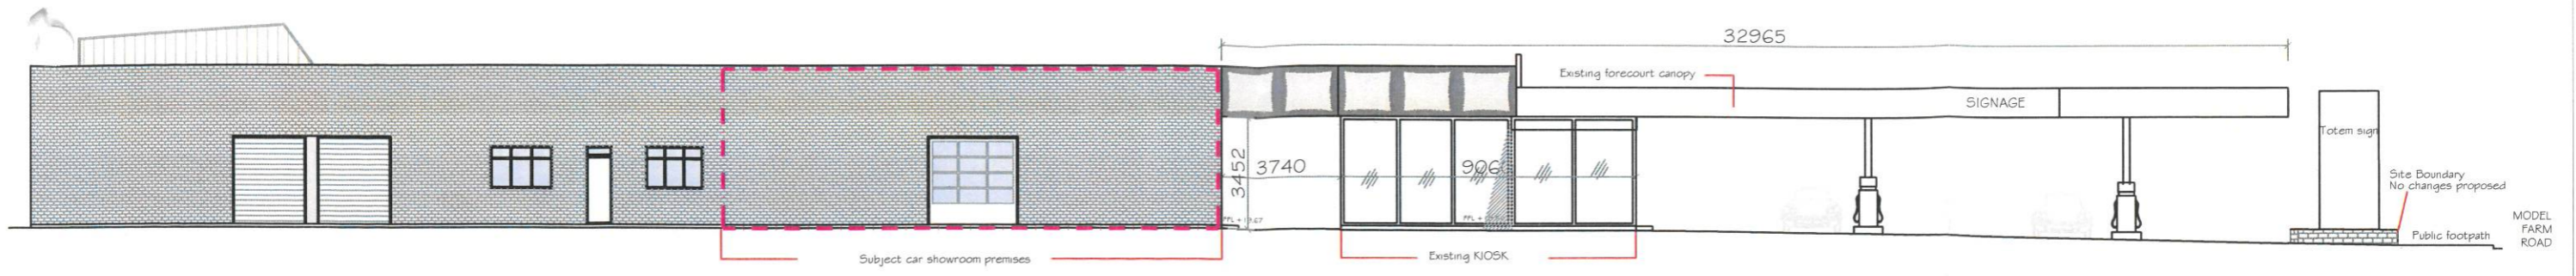 32965
Existing forecourt canopy
SIGNAGE
Totem sign
3452
3740
906
Site Boundary
No changes proposed
MODEL
FARM
ROAD
Public footpath
Subject car showroom premises
Existing KIOSK